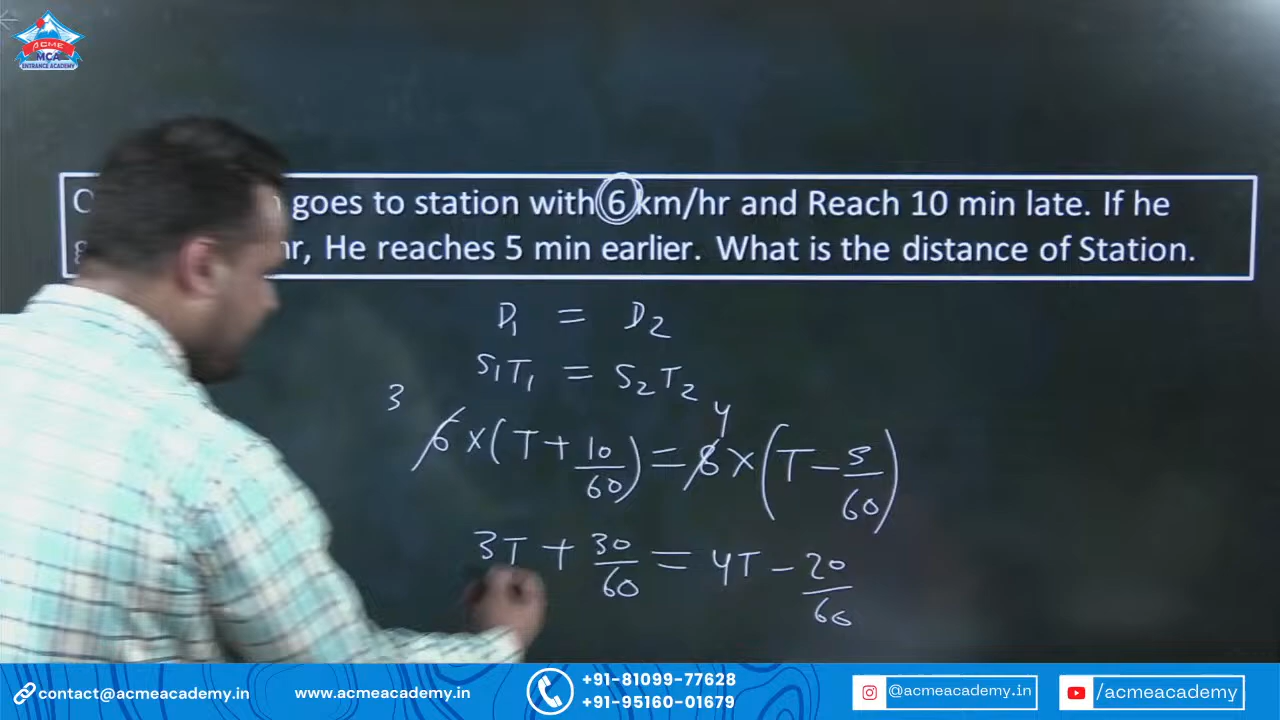 ACME
MCA
ENTRANCE ACADEMY
goes to station with 6 km/hr and Reach 10 min late. If he
hr, He reaches 5 min earlier. What is the distance of Station.
D1 = D2
S1T1 = S2T2
3 4
6 × (T + 10/60) = 8 × (T - 5/60)
3T + 30/60 = 4T - 20/60
contact@acmeacademy.in www.acmeacademy.in +91-81099-77628 @acmeacademy.in /acmeacademy
+91-95160-01679